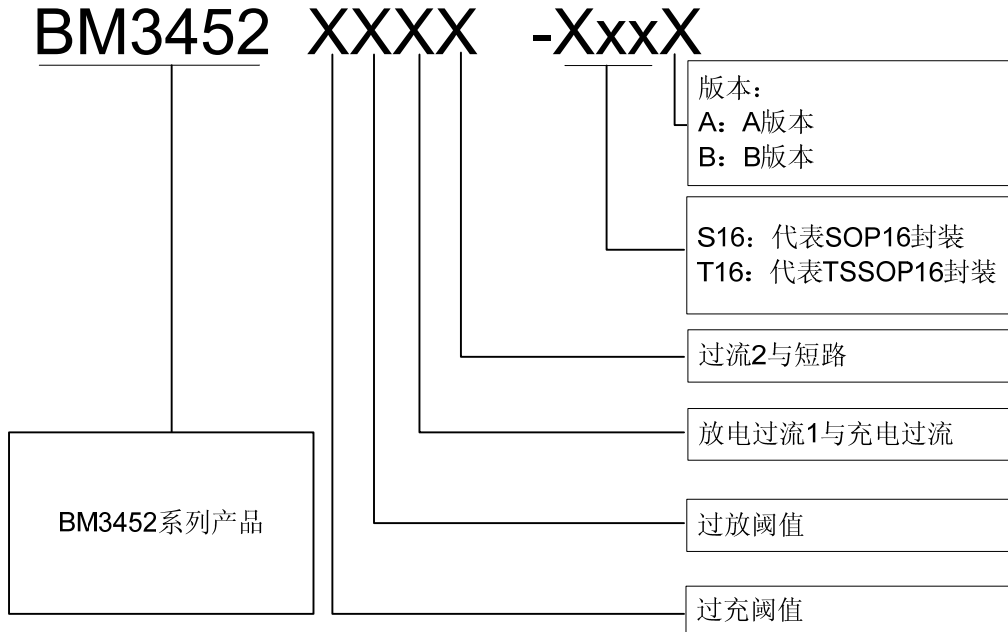 BM3452 XXXX -XxxX
版本：
A：A版本
B：B版本
S16：代表SOP16封装
T16：代表TSSOP16封装
过流2与短路
放电过流1与充电过流
BM3452系列产品
过放阈值
过充阈值